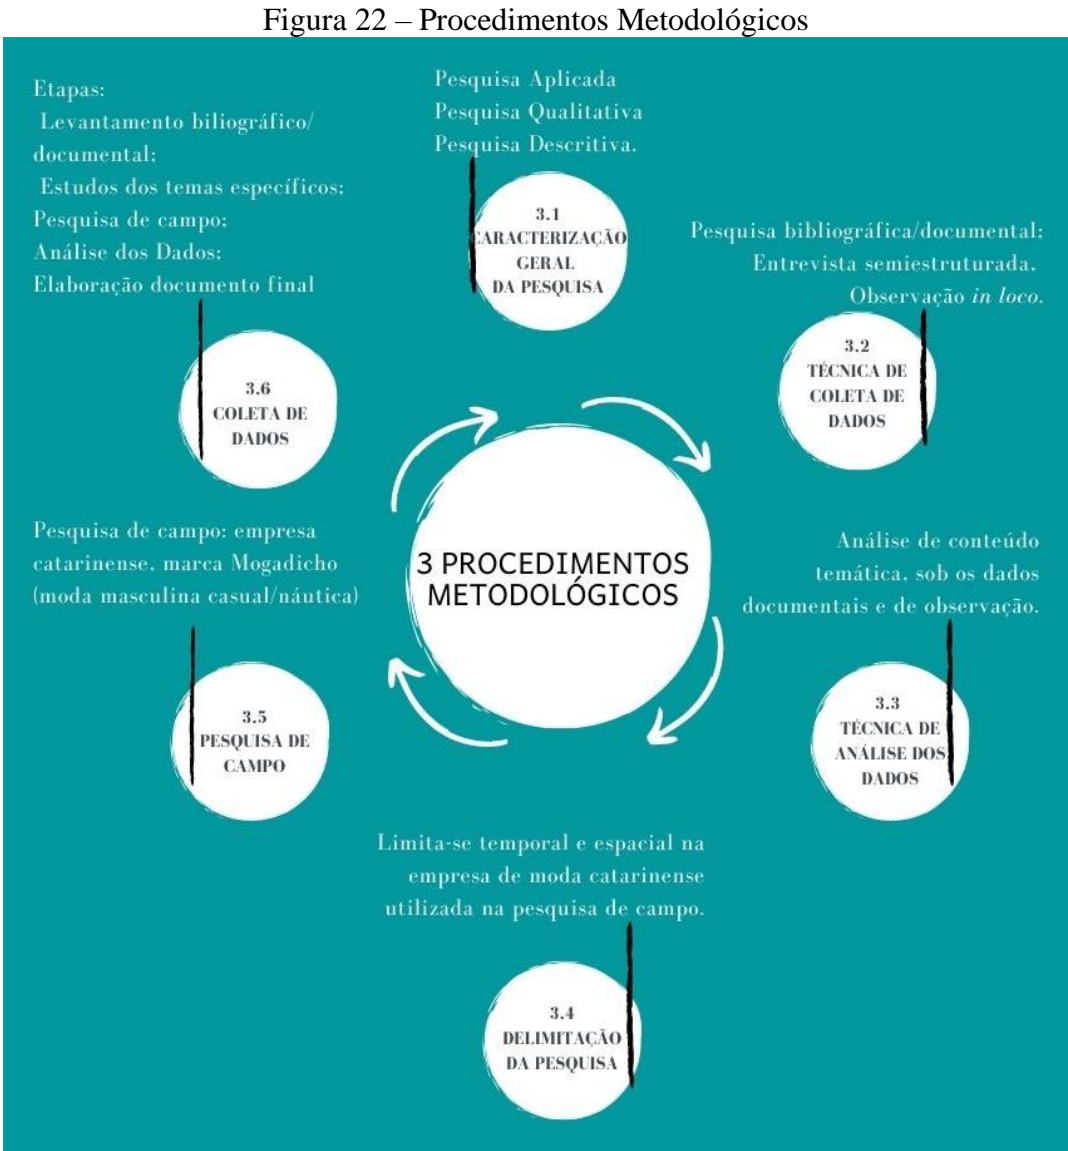 Figura 22 – Procedimentos Metodológicos
Etapas:
Levantamento biliográfico/
documental;
Estudos dos temas específicos;
Pesquisa de campo;
Análise dos Dados;
Elaboração documento final
Pesquisa Aplicada
Pesquisa Qualitativa
Pesquisa Descritiva.
3.1
CARACTERIZAÇÃO
GERAL
DA PESQUISA
Pesquisa bibliográfica/documental;
Entrevista semiestruturada.
Observação in loco.
3.2
TÉCNICA DE
COLETA DE
DADOS
3.6
COLETA DE
DADOS
3 PROCEDIMENTOS
METODOLÓGICOS
Pesquisa de campo: empresa
catarinense, marca Mogadicho
(moda masculina casual/náutica)
Análise de conteúdo
temática, sob os dados
documentais e de observação.
3.5
PESQUISA DE
CAMPO
3.3
TÉCNICA DE
ANÁLISE DOS
DADOS
Limita-se temporal e espacial na
empresa de moda catarinense
utilizada na pesquisa de campo.
3.4
DELIMITAÇÃO
DA PESQUISA